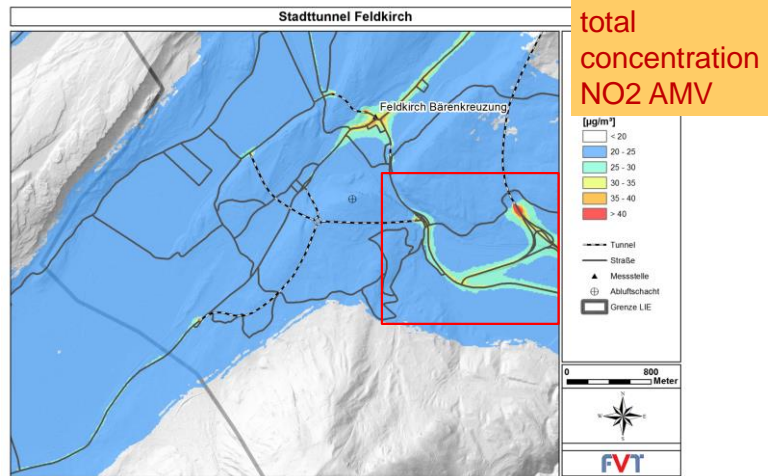 Stadttunnel Feldkirch
total
concentration
NO2 AMV
Feldkirch Bärenkreuzung
[µg/m³]
< 20
20 - 25
25 - 30
30 - 35
35 - 40
> 40
Tunnel
Straße
Messstelle
Abluftschacht
Grenze LIE
0 800
Meter
N
W E
S
FVT